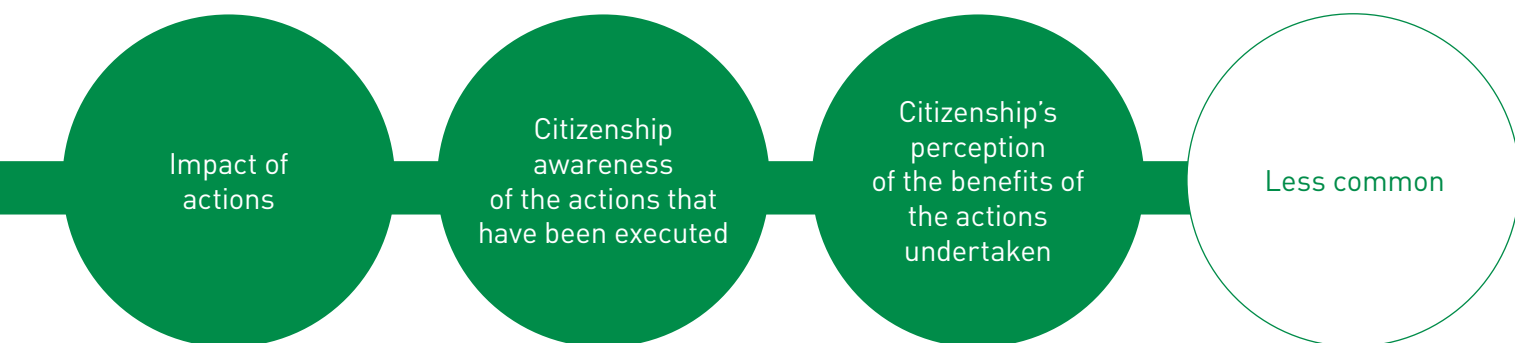 Impact of
actions
Citizenship
awareness
of the actions that
have been executed
Citizenship's
perception
of the benefits of
the actions
undertaken
Less common